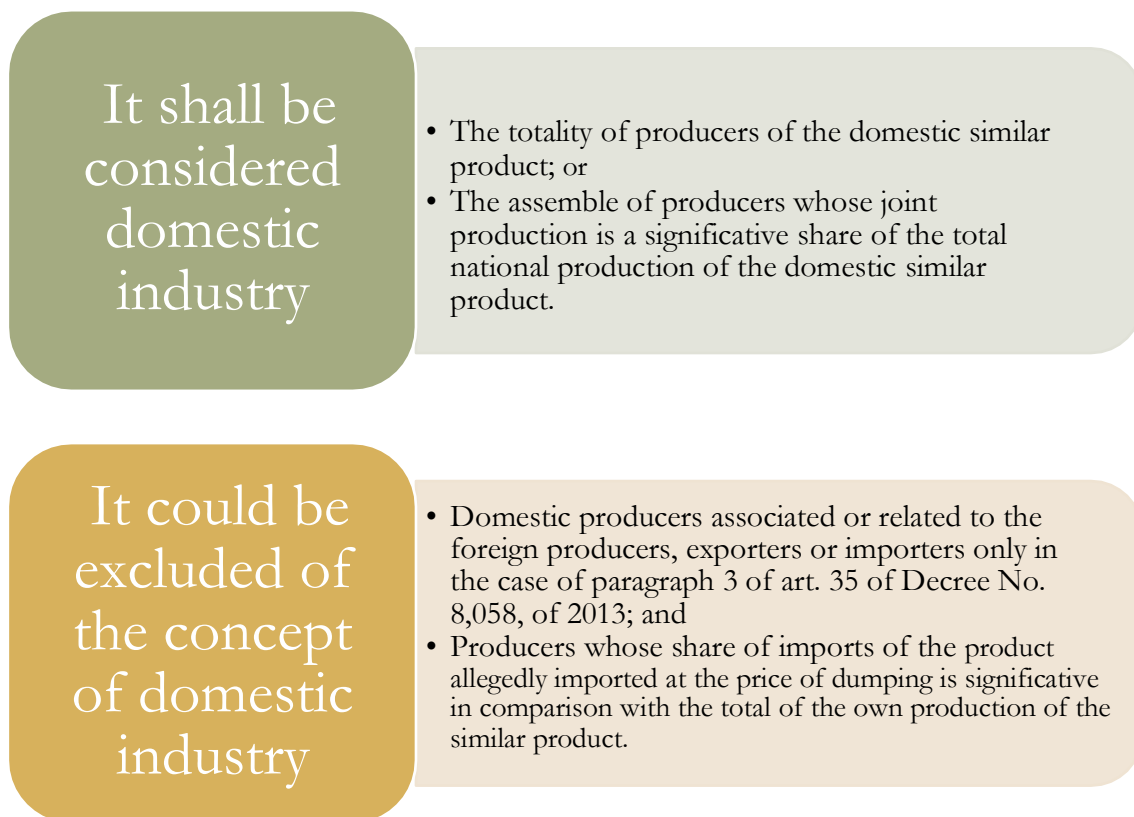 It shall be
considered
domestic
industry
• The totality of producers of the domestic similar
product; or
• The assemble of producers whose joint
production is a significative share of the total
national production of the domestic similar
product.
It could be
excluded of
the concept
of domestic
industry
• Domestic producers associated or related to the
foreign producers, exporters or importers only in
the case of paragraph 3 of art. 35 of Decree No.
8,058, of 2013; and
• Producers whose share of imports of the product
allegedly imported at the price of dumping is significative
in comparison with the total of the own production of the
similar product.